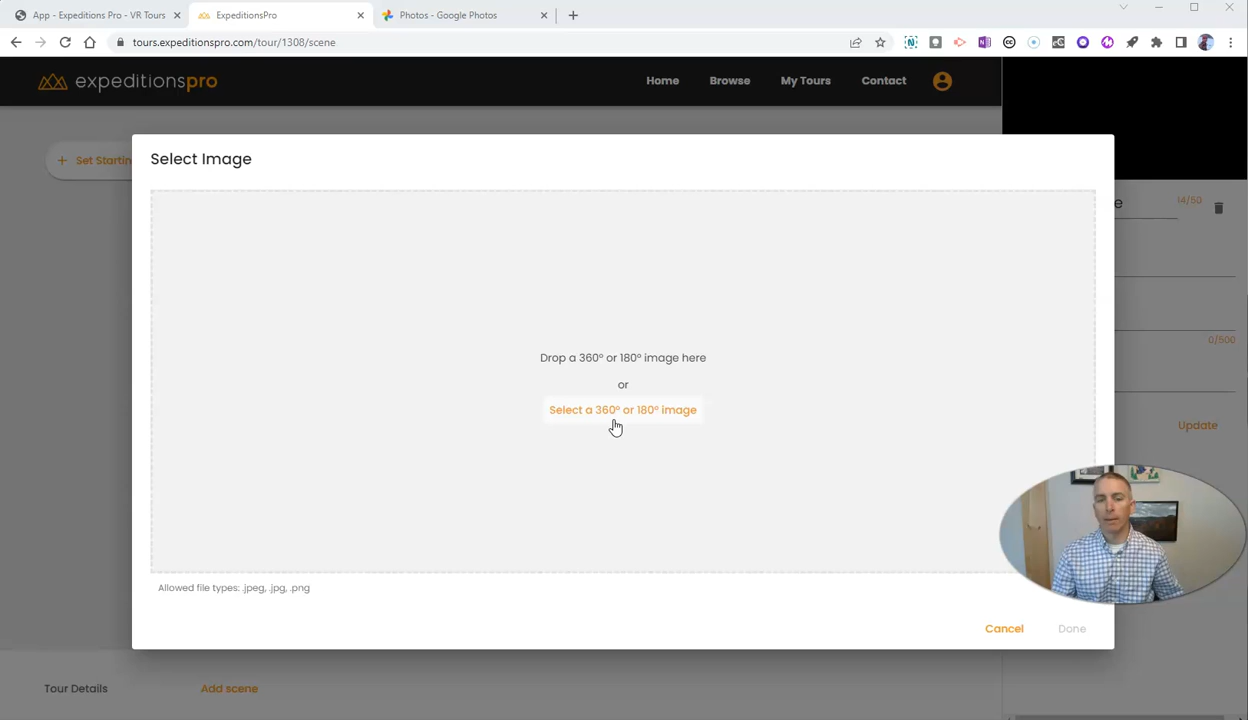 App - Expeditions Pro - VR Tours
ExpeditionsPro
Photos - Google Photos
tours.expeditionspro.com/tour/1308/scene
expeditionspro
Home
Browse
My Tours
Contact
+ Set Startin
Select Image
e
14/50
Drop a 360° or 180° image here
or
Select a 360° or 180° image
0/500
Update
Allowed file types: .jpeg, .jpg, .png
Cancel
Done
Tour Details
Add scene